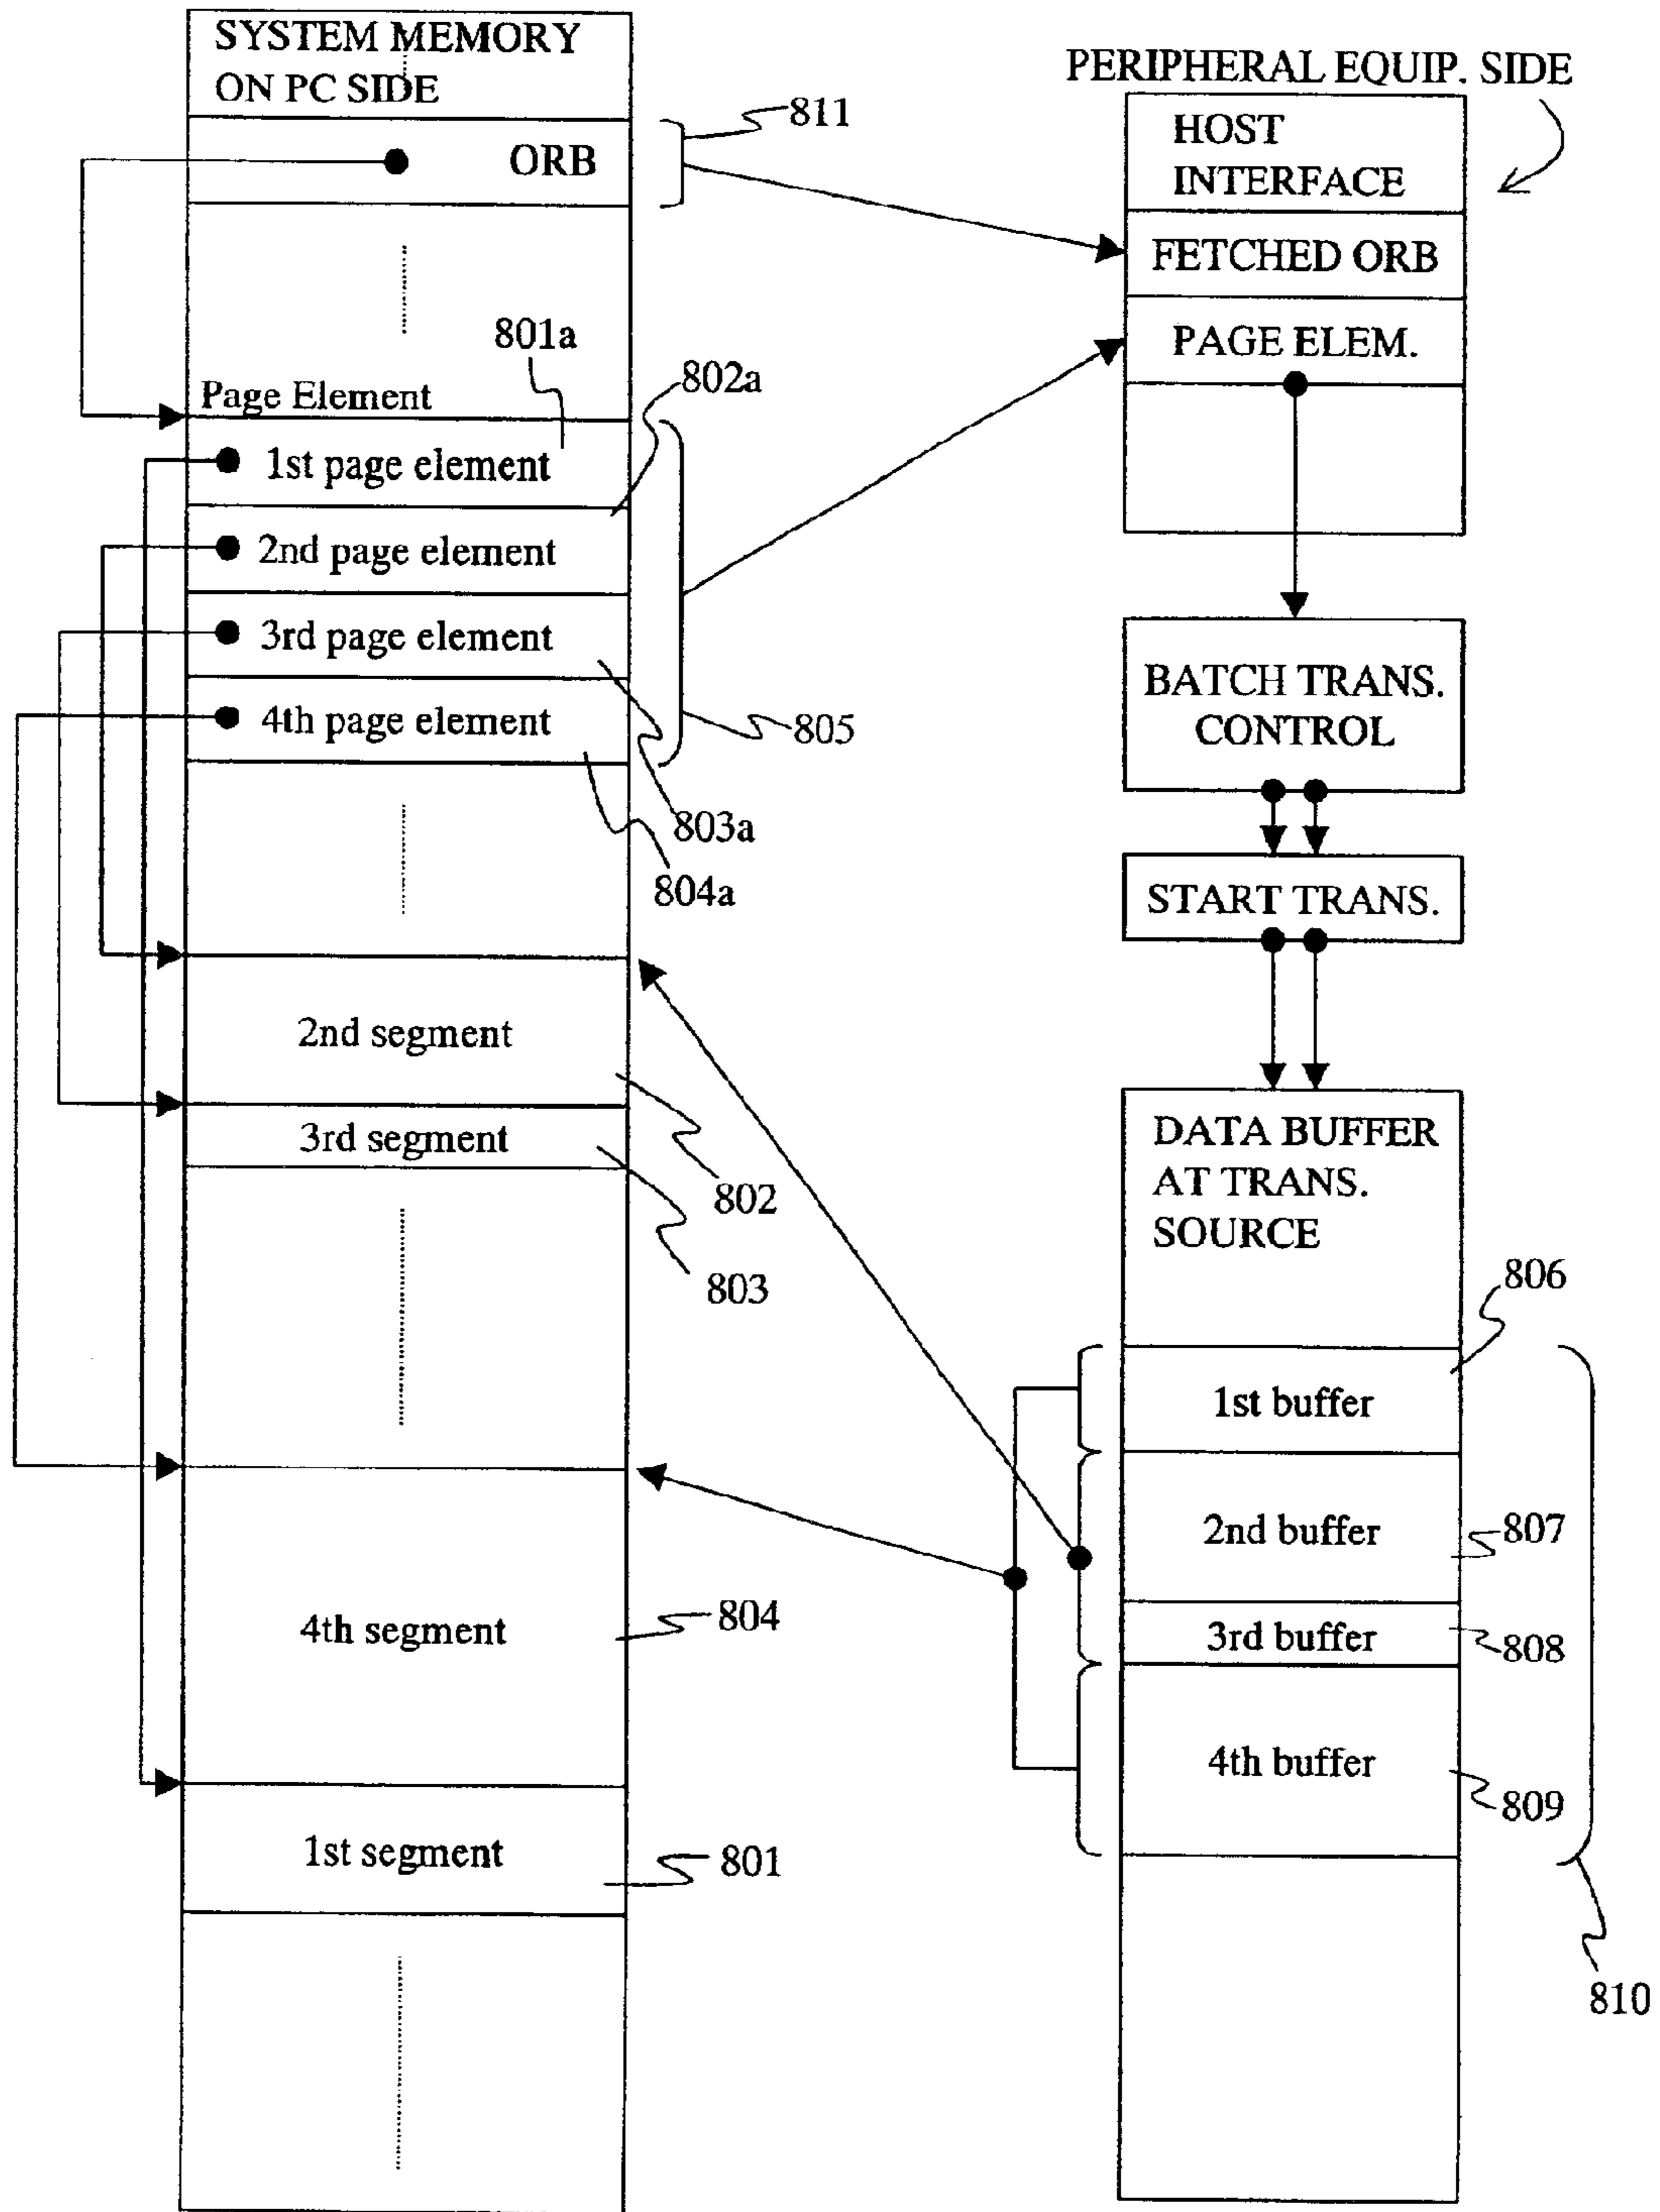 SYSTEM MEMORY
ON PC SIDE
811
ORB
801a
Page Element
802a
1st page element
2nd page element
3rd page element
4th page element
805
803a
804a
2nd segment
3rd segment
802
803
4th segment
804
1st segment
801
PERIPHERAL EQUIP. SIDE
HOST
INTERFACE
FETCHED ORB
PAGE ELEM.
BATCH TRANS.
CONTROL
START TRANS.
DATA BUFFER
AT TRANS.
SOURCE
806
1st buffer
2nd buffer
807
3rd buffer
808
4th buffer
809
810